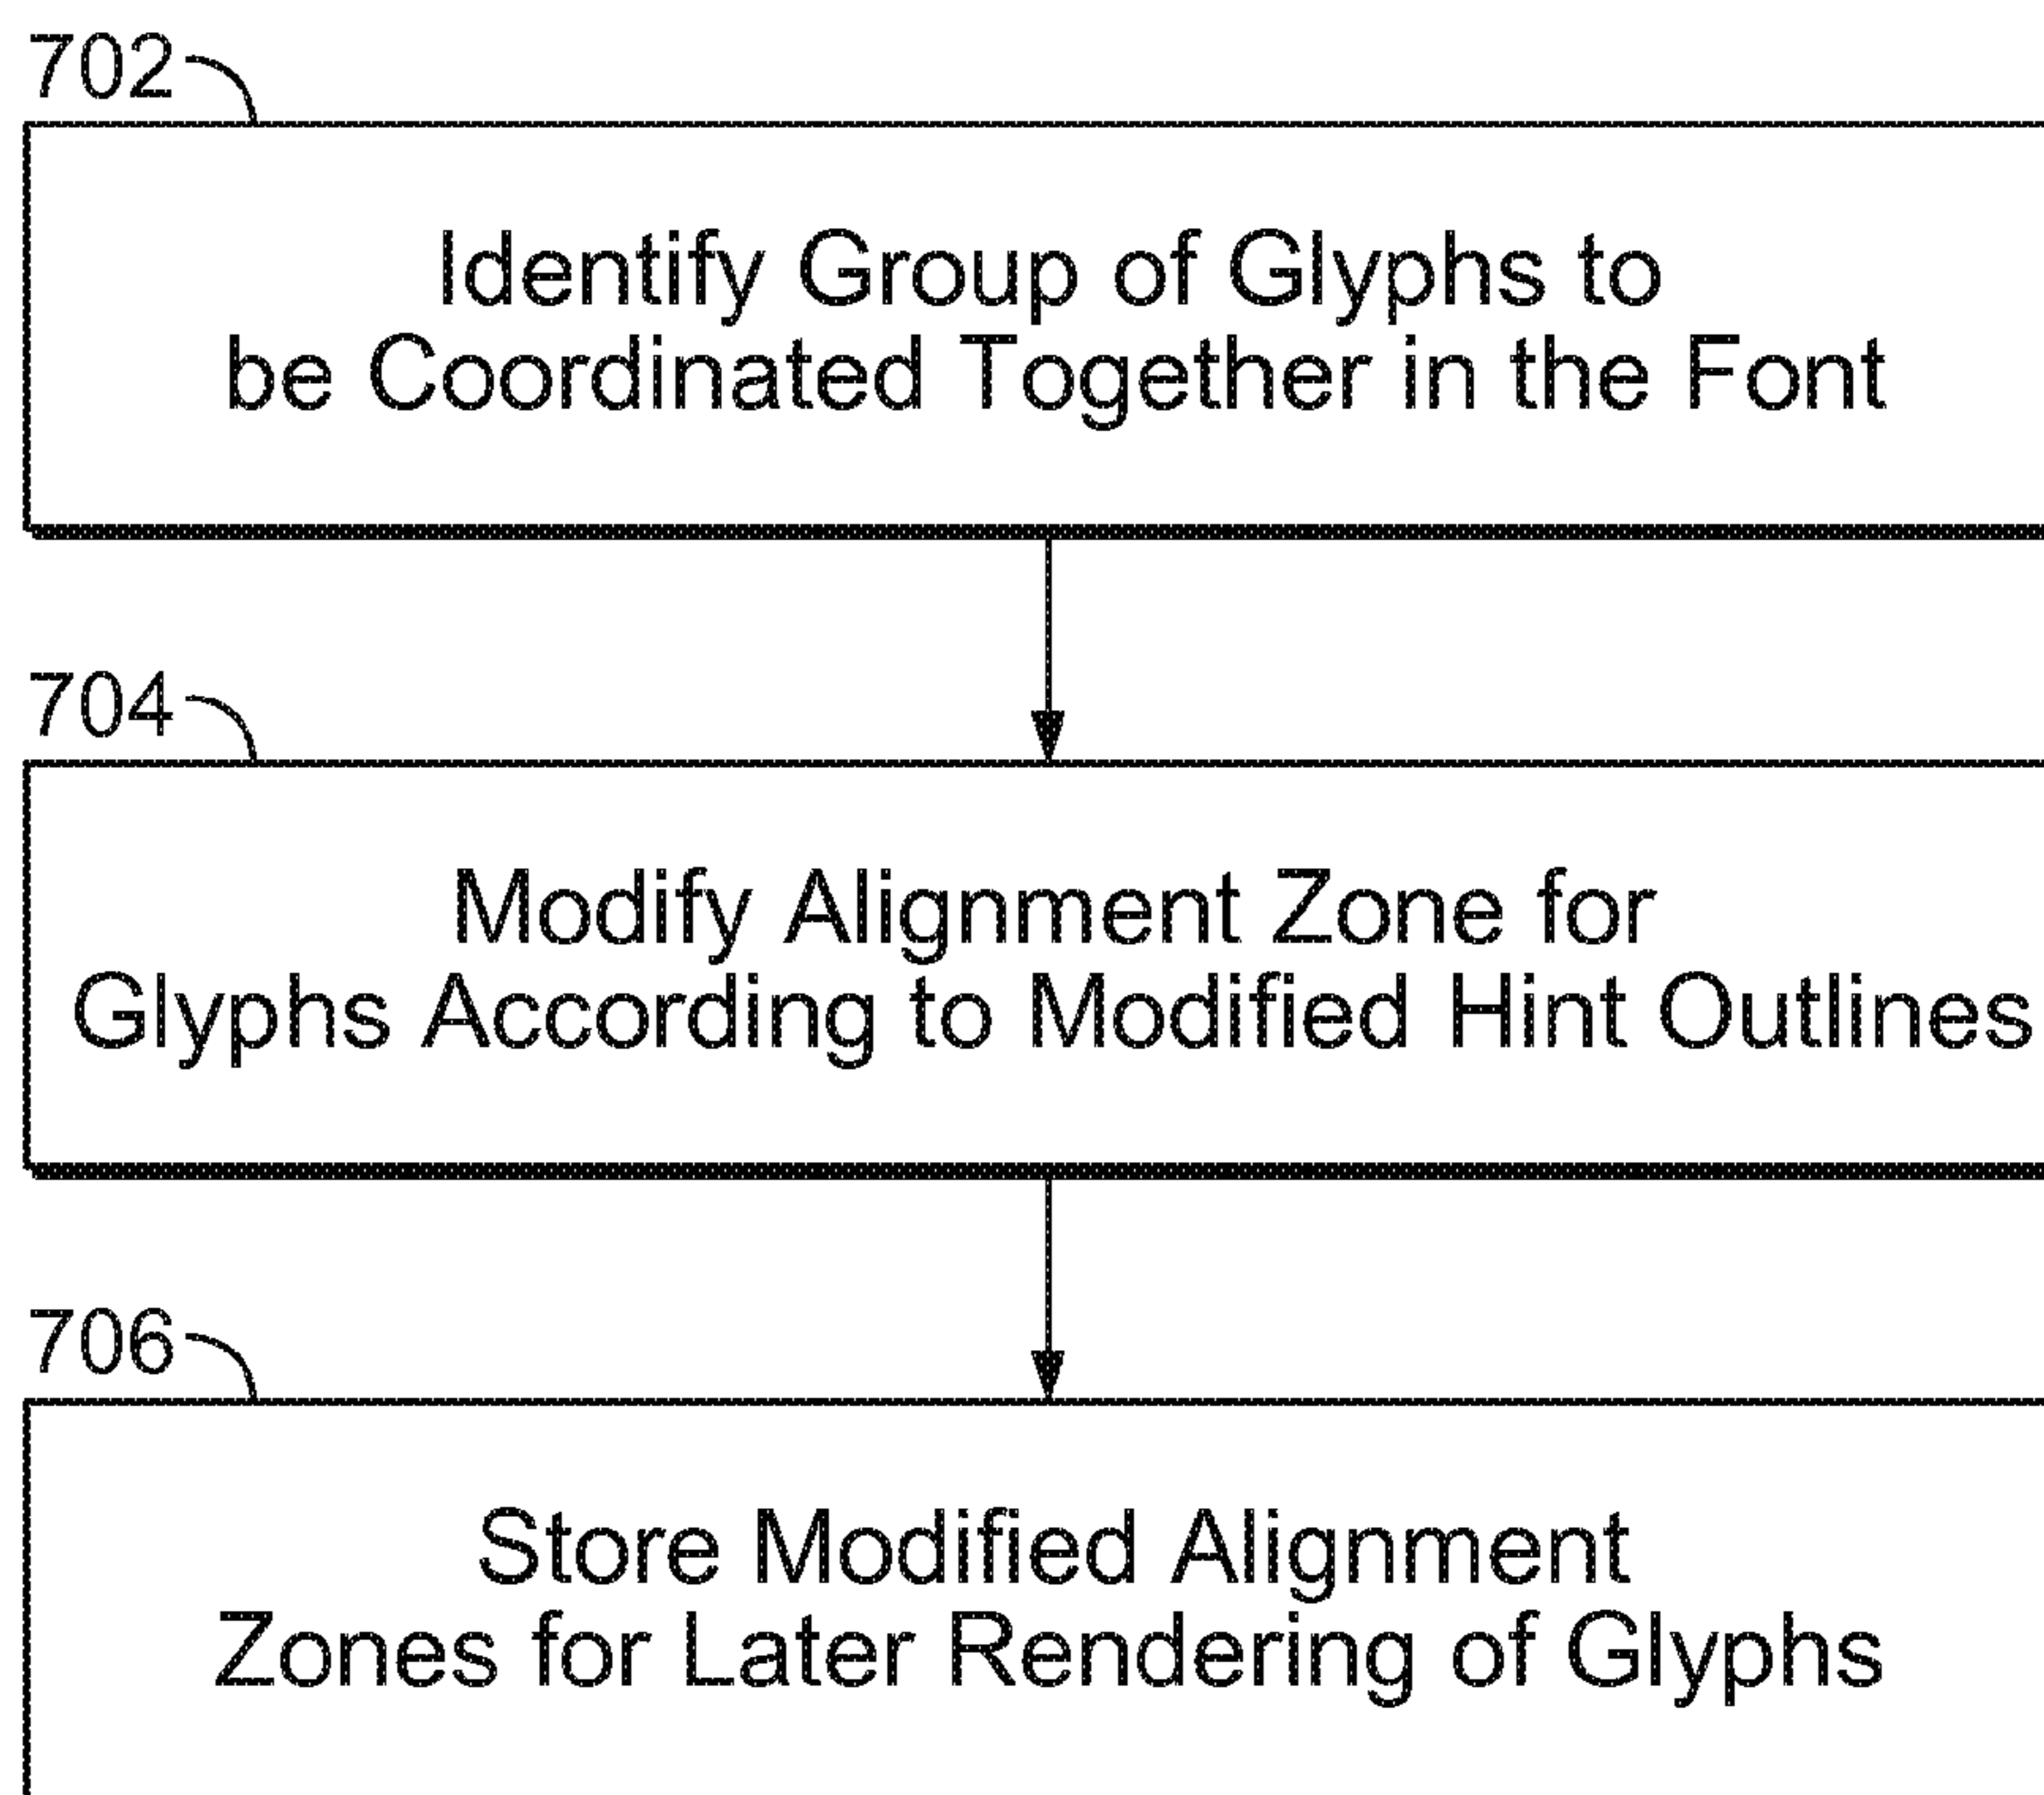 702
Identify Group of Glyphs to
be Coordinated Together in the Font
704
Modify Alignment Zone for
Glyphs According to Modified Hint Outlines
706
Store Modified Alignment
Zones for Later Rendering of Glyphs